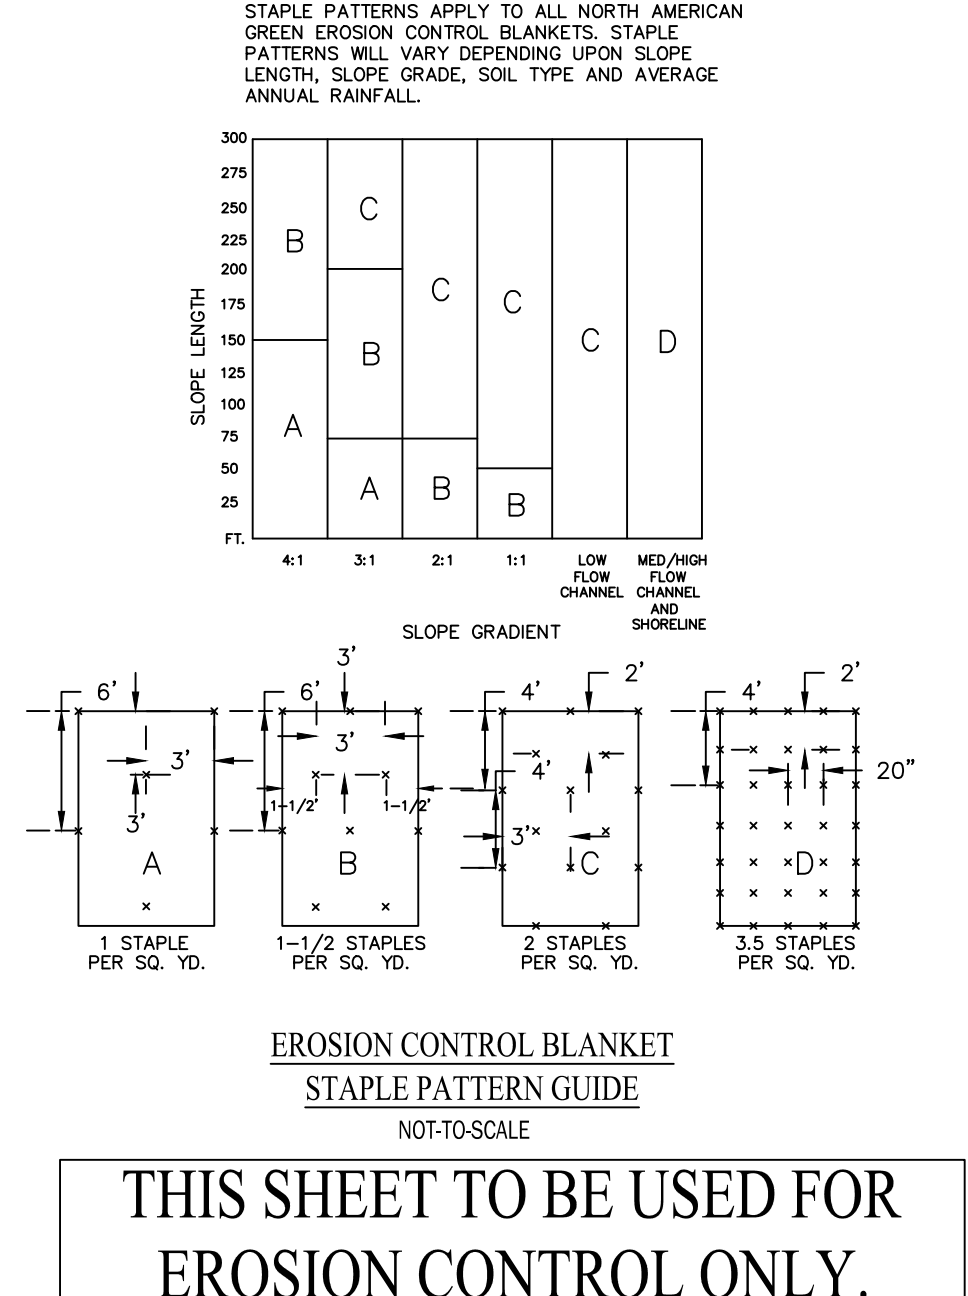 STAPLE PATTERNS APPLY TO ALL NORTH AMERICAN
GREEN EROSION CONTROL BLANKETS. STAPLE
PATTERNS WILL VARY DEPENDING UPON SLOPE
LENGTH, SLOPE GRADE, SOIL TYPE AND AVERAGE
ANNUAL RAINFALL.
300
275
250
225
200
175
150
125
100
75
50
25
FT.
SLOPE LENGTH
B
A
C
B
A
C
B
C
B
C
D
4:1
3:1
2:1
1:1
LOW
FLOW
CHANNEL
MED/HIGH
FLOW
CHANNEL
AND
SHORELINE
SLOPE GRADIENT
6'
3'
3'
A
1 STAPLE
PER SQ. YD.
3'
6'
3'
1-1/2'
1-1/2'
B
1-1/2 STAPLES
PER SQ. YD.
4'
2'
4'
3'
C
2 STAPLES
PER SQ. YD.
4'
2'
20"
D
3.5 STAPLES
PER SQ. YD.
EROSION CONTROL BLANKET
STAPLE PATTERN GUIDE
NOT-TO-SCALE
THIS SHEET TO BE USED FOR
EROSION CONTROL ONLY.